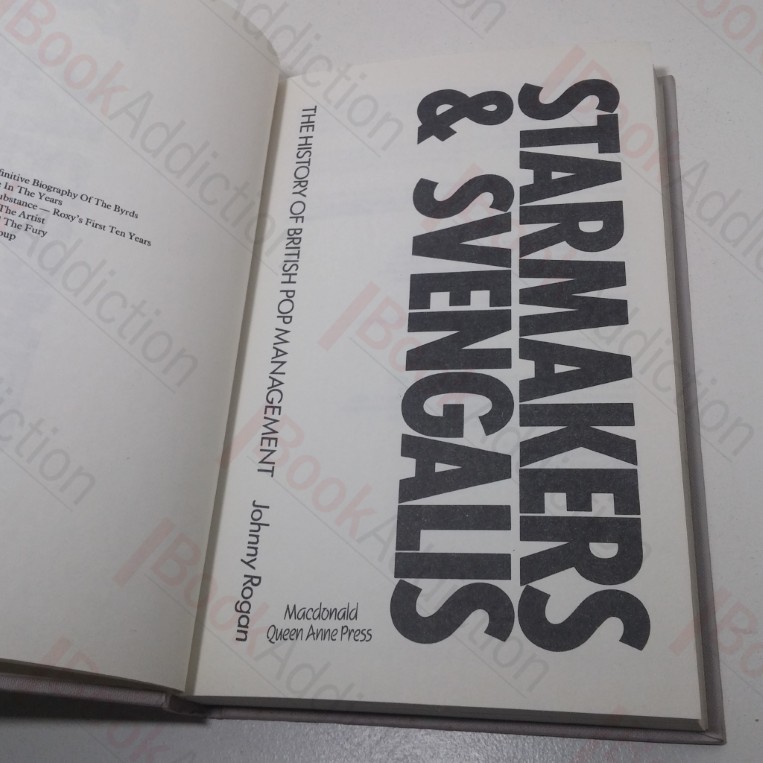 finitive Biography Of The Byrds
In The Years
ubstance — Roxy's First Ten Years
The Artist
The Fury
oup
STARMAKERS
& SVENGALIS
THE HISTORY OF BRITISH POP MANAGEMENT Johnny Rogan
Macdonald
Queen Anne Press
BookAddiction